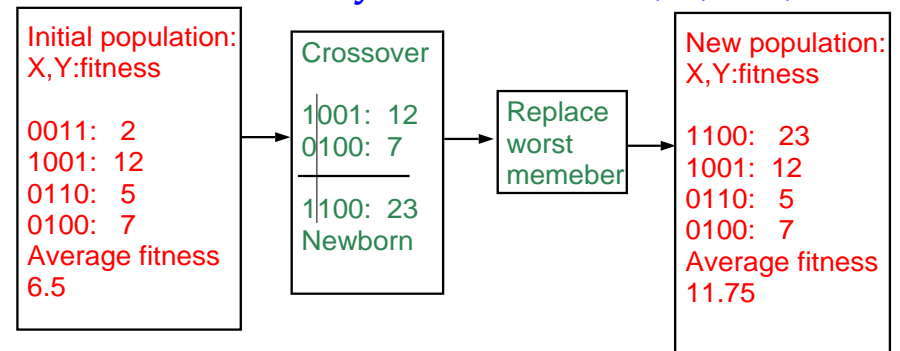 Initial population:
X,Y:fitness
0011: 2
1001: 12
0110: 5
0100: 7
Average fitness
6.5
Crossover
1001: 12
0100: 7
1100: 23
Newborn
Replace
worst
memeber
New population:
X,Y:fitness
1100: 23
1001: 12
0110: 5
0100: 7
Average fitness
11.75